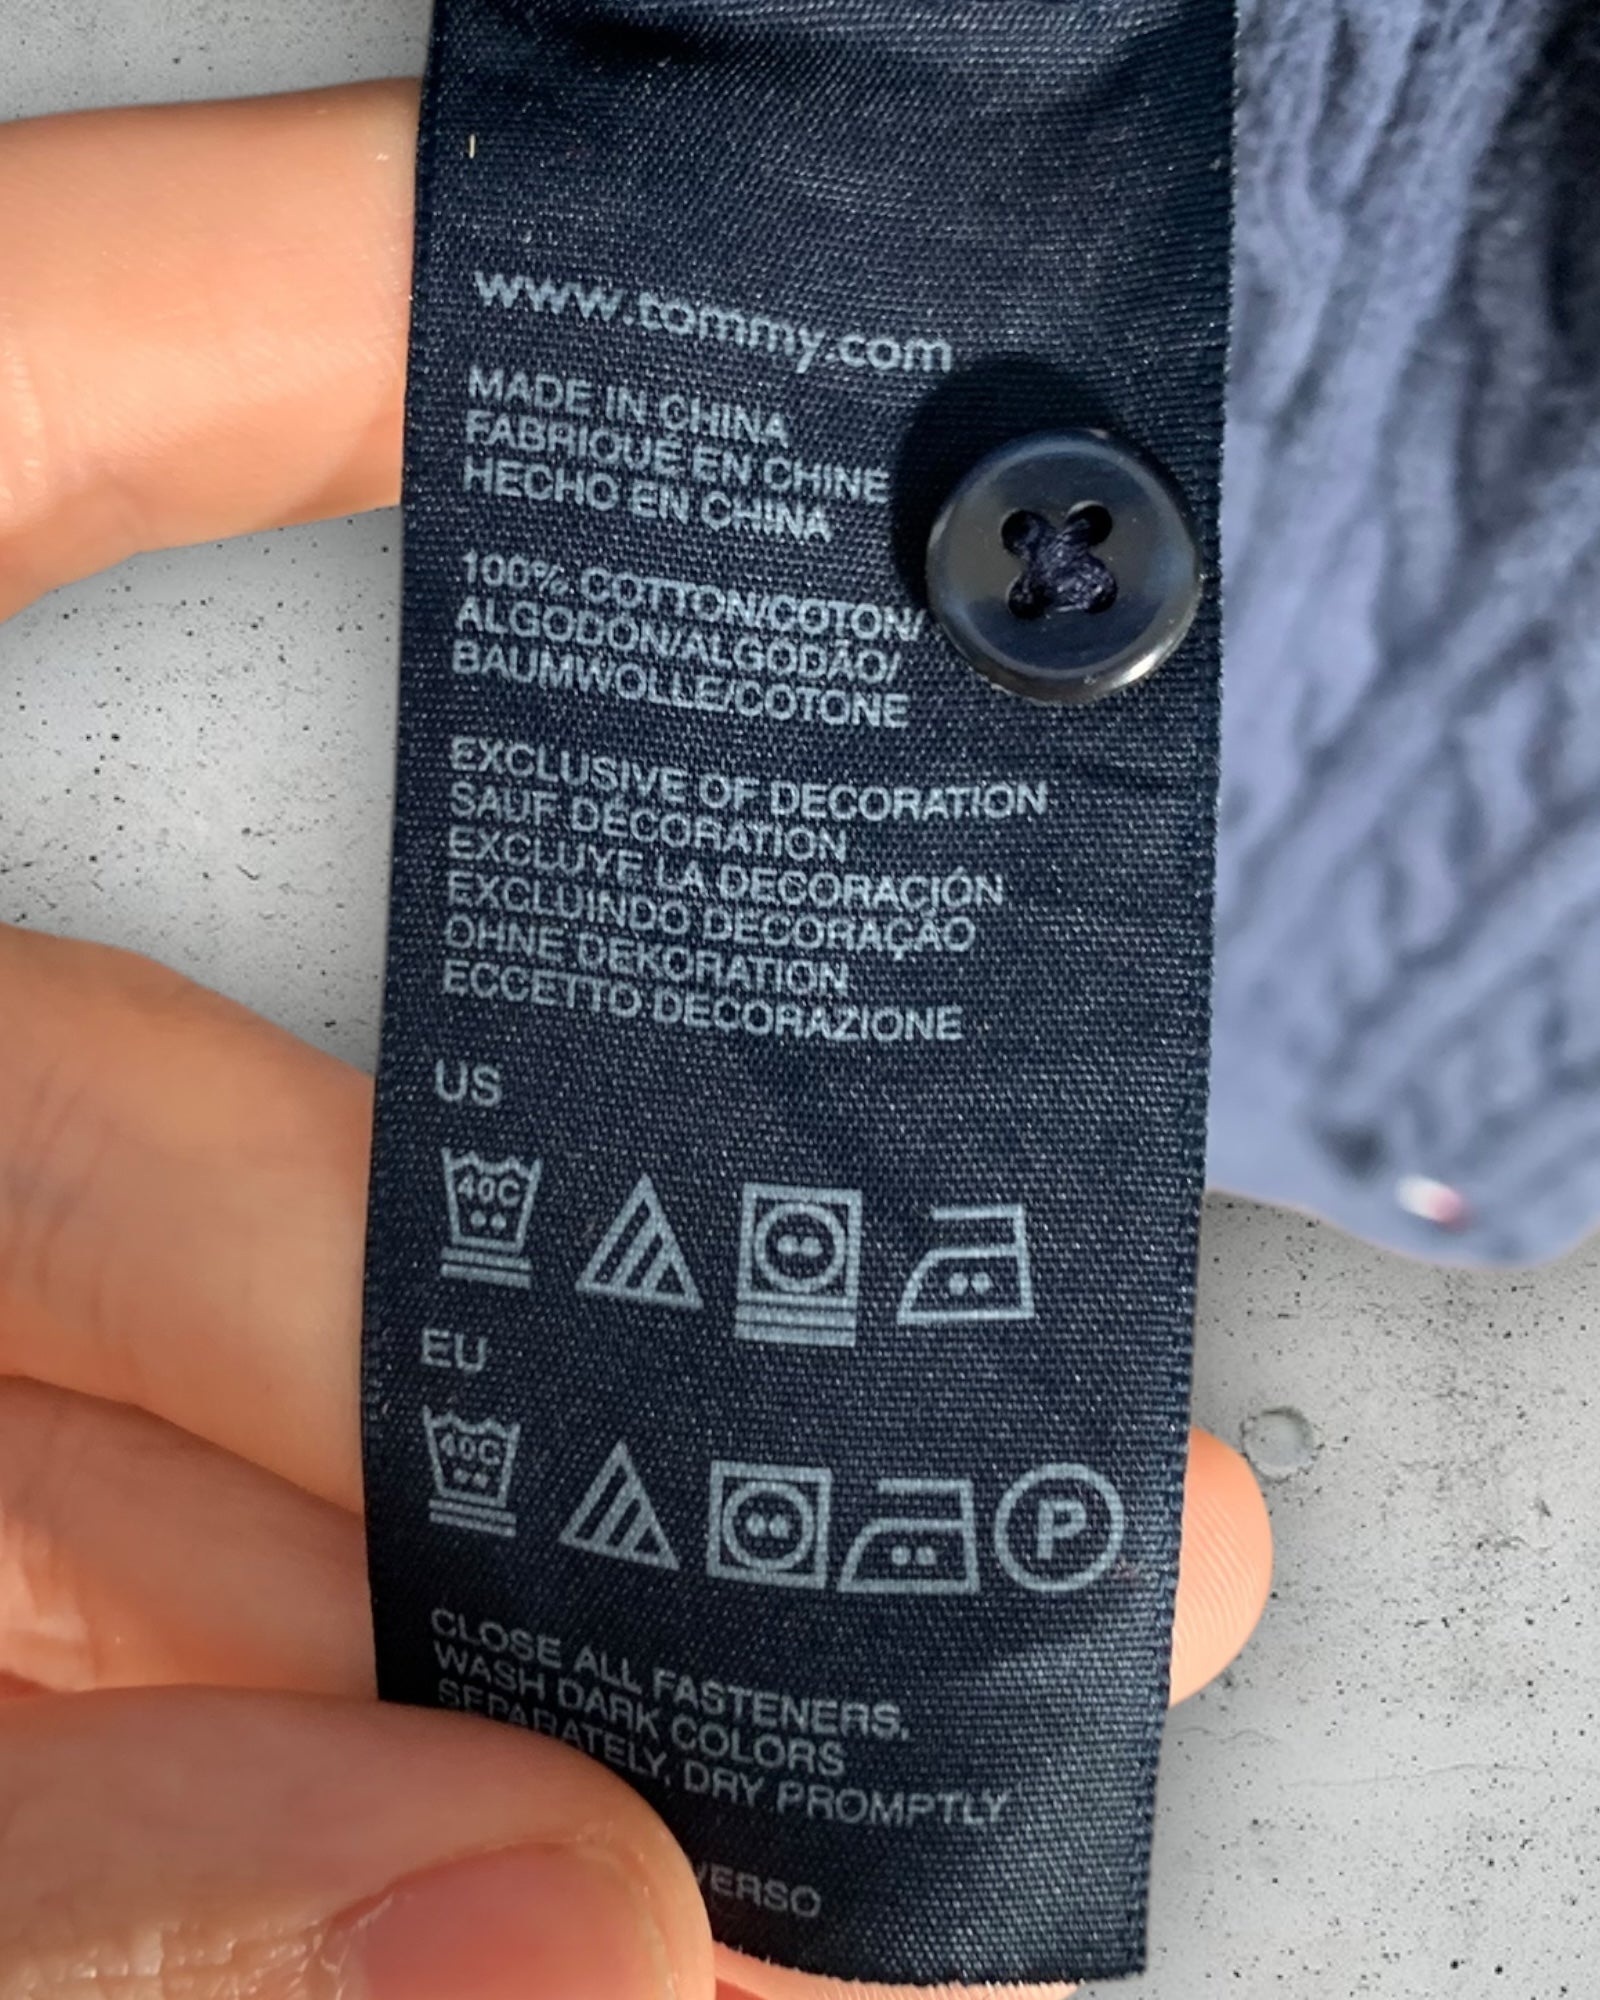 www.tommy.com
MADE IN CHINA
FABRIQUÉ EN CHINE
HECHO EN CHINA
100% COTTON/COTON/
ALGODÓN/ALGODÃO/
BAUMWOLLE/COTONE
EXCLUSIVE OF DECORATION
SAUF DÉCORATION
EXCLUYE LA DECORACIÓN
EXCLUINDO DECORAÇÃO
OHNE DEKORATION
ECCETTO DECORAZIONE
US
40C
EU
40C
P
CLOSE ALL FASTENERS.
WASH DARK COLORS
SEPARATELY, DRY PROMPTLY